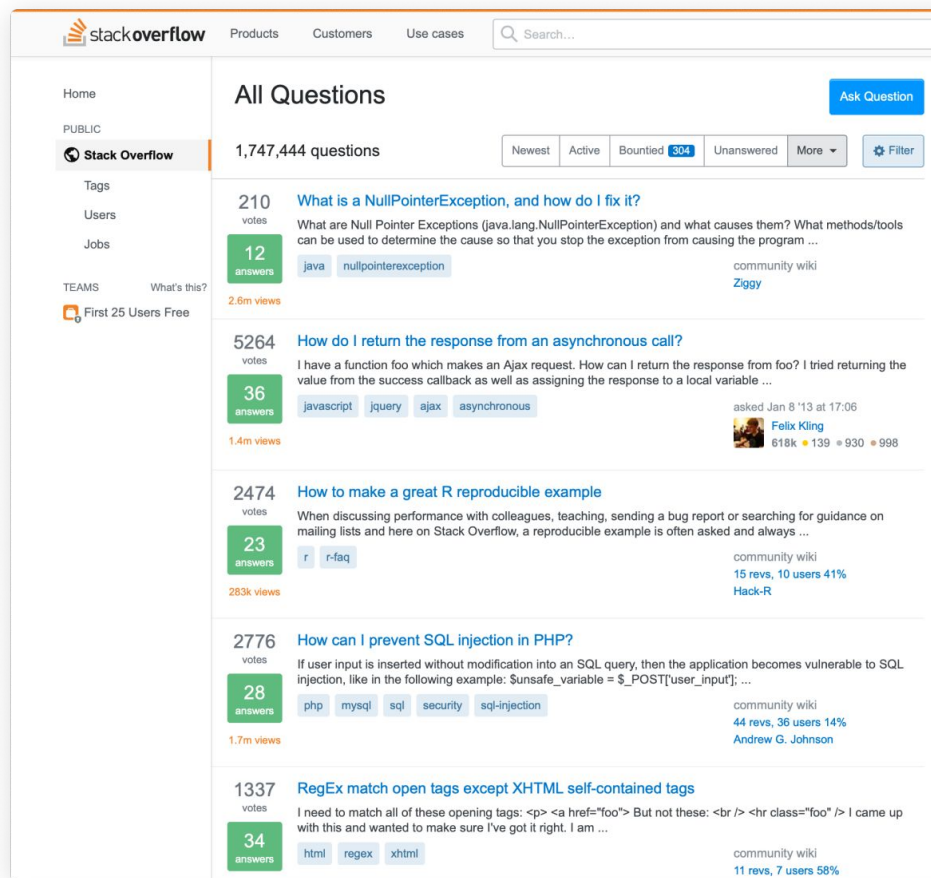 stackoverflow Products Customers Use cases Search...
Home
PUBLIC
Stack Overflow
Tags
Users
Jobs
TEAMS What's this?
First 25 Users Free
All Questions
Ask Question
1,747,444 questions
Newest Active Bountied 304 Unanswered More Filter
210
votes
12
answers
2.6m views
What is a NullPointerException, and how do I fix it?
What are Null Pointer Exceptions (java.lang.NullPointerException) and what causes them? What methods/tools
can be used to determine the cause so that you stop the exception from causing the program ...
java nullpointerexception
community wiki
Ziggy
5264
votes
36
answers
1.4m views
How do I return the response from an asynchronous call?
I have a function foo which makes an Ajax request. How can I return the response from foo? I tried returning the
value from the success callback as well as assigning the response to a local variable ...
javascript jquery ajax asynchronous
asked Jan 8 '13 at 17:06
Felix Kling
618k 139 930 998
2474
votes
23
answers
283k views
How to make a great R reproducible example
When discussing performance with colleagues, teaching, sending a bug report or searching for guidance on
mailing lists and here on Stack Overflow, a reproducible example is often asked and always ...
r r-faq
community wiki
15 revs, 10 users 41%
Hack-R
2776
votes
28
answers
1.7m views
How can I prevent SQL injection in PHP?
If user input is inserted without modification into an SQL query, then the application becomes vulnerable to SQL
injection, like in the following example: $unsafe_variable = $_POST['user_input']; ...
php mysql sql security sql-injection
community wiki
44 revs, 36 users 14%
Andrew G. Johnson
1337
votes
34
answers
RegEx match open tags except XHTML self-contained tags
I need to match all of these opening tags: <p> <a href="foo"> But not these: <br /> <hr class="foo" /> I came up
with this and wanted to make sure I've got it right. I am ...
html regex xhtml
community wiki
11 revs, 7 users 58%